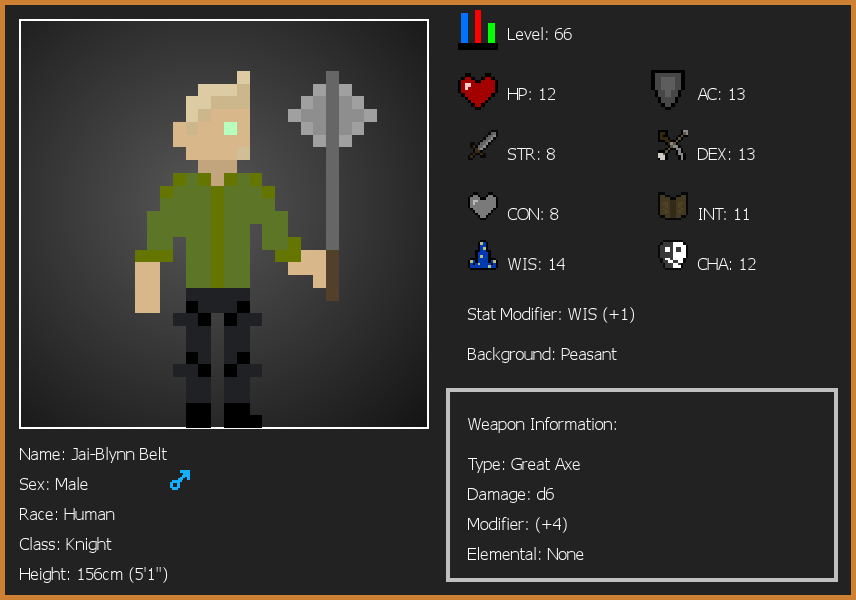 Level: 66
HP: 12
AC: 13
STR: 8
DEX: 13
CON: 8
INT: 11
WIS: 14
CHA: 12
Stat Modifier: WIS (+1)
Background: Peasant
Weapon Information:
Type: Great Axe
Damage: d6
Modifier: (+4)
Elemental: None
Name: Jai-Blynn Belt
Sex: Male
Race: Human
Class: Knight
Height: 156cm (5'1")